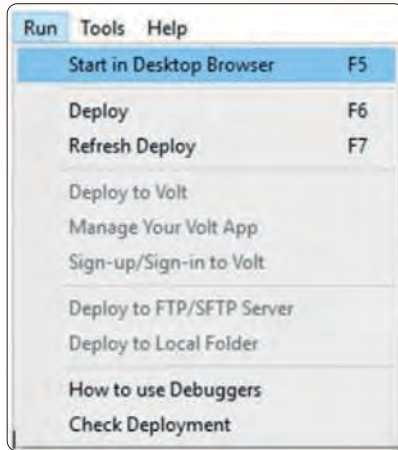 Run Tools Help
Start in Desktop Browser F5
Deploy F6
Refresh Deploy F7
Deploy to Volt
Manage Your Volt App
Sign-up/Sign-in to Volt
Deploy to FTP/SFTP Server
Deploy to Local Folder
How to use Debuggers
Check Deployment